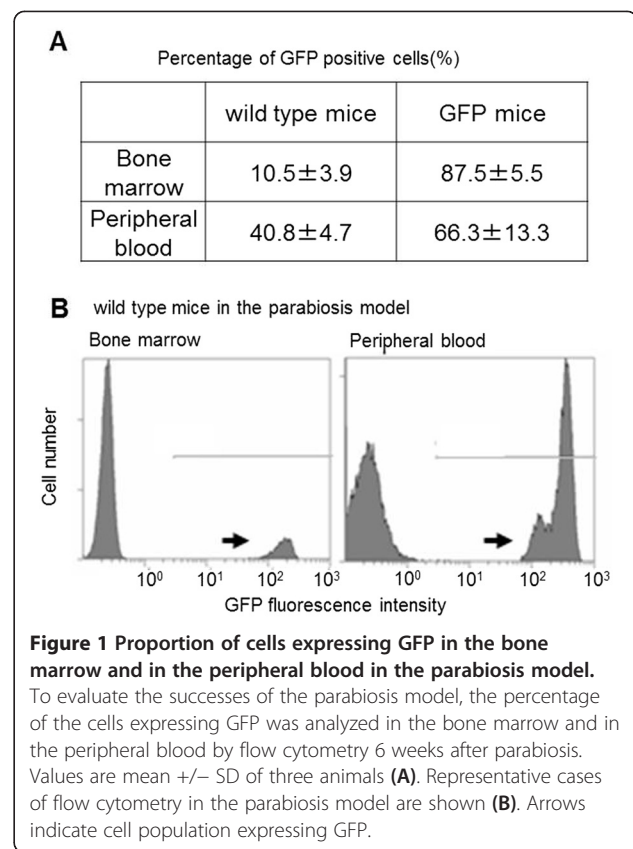 A
Percentage of GFP positive cells(%)
wild type mice GFP mice
Bone marrow 10.5±3.9 87.5±5.5
Peripheral blood 40.8±4.7 66.3±13.3
B wild type mice in the parabiosis model
Bone marrow Peripheral blood
Cell number
10⁰ 10¹ 10² 10³ 10⁰ 10¹ 10² 10³
GFP fluorescence intensity
Figure 1 Proportion of cells expressing GFP in the bone
marrow and in the peripheral blood in the parabiosis model.
To evaluate the successes of the parabiosis model, the percentage
of the cells expressing GFP was analyzed in the bone marrow and in
the peripheral blood by flow cytometry 6 weeks after parabiosis.
Values are mean +/− SD of three animals (A). Representative cases
of flow cytometry in the parabiosis model are shown (B). Arrows
indicate cell population expressing GFP.